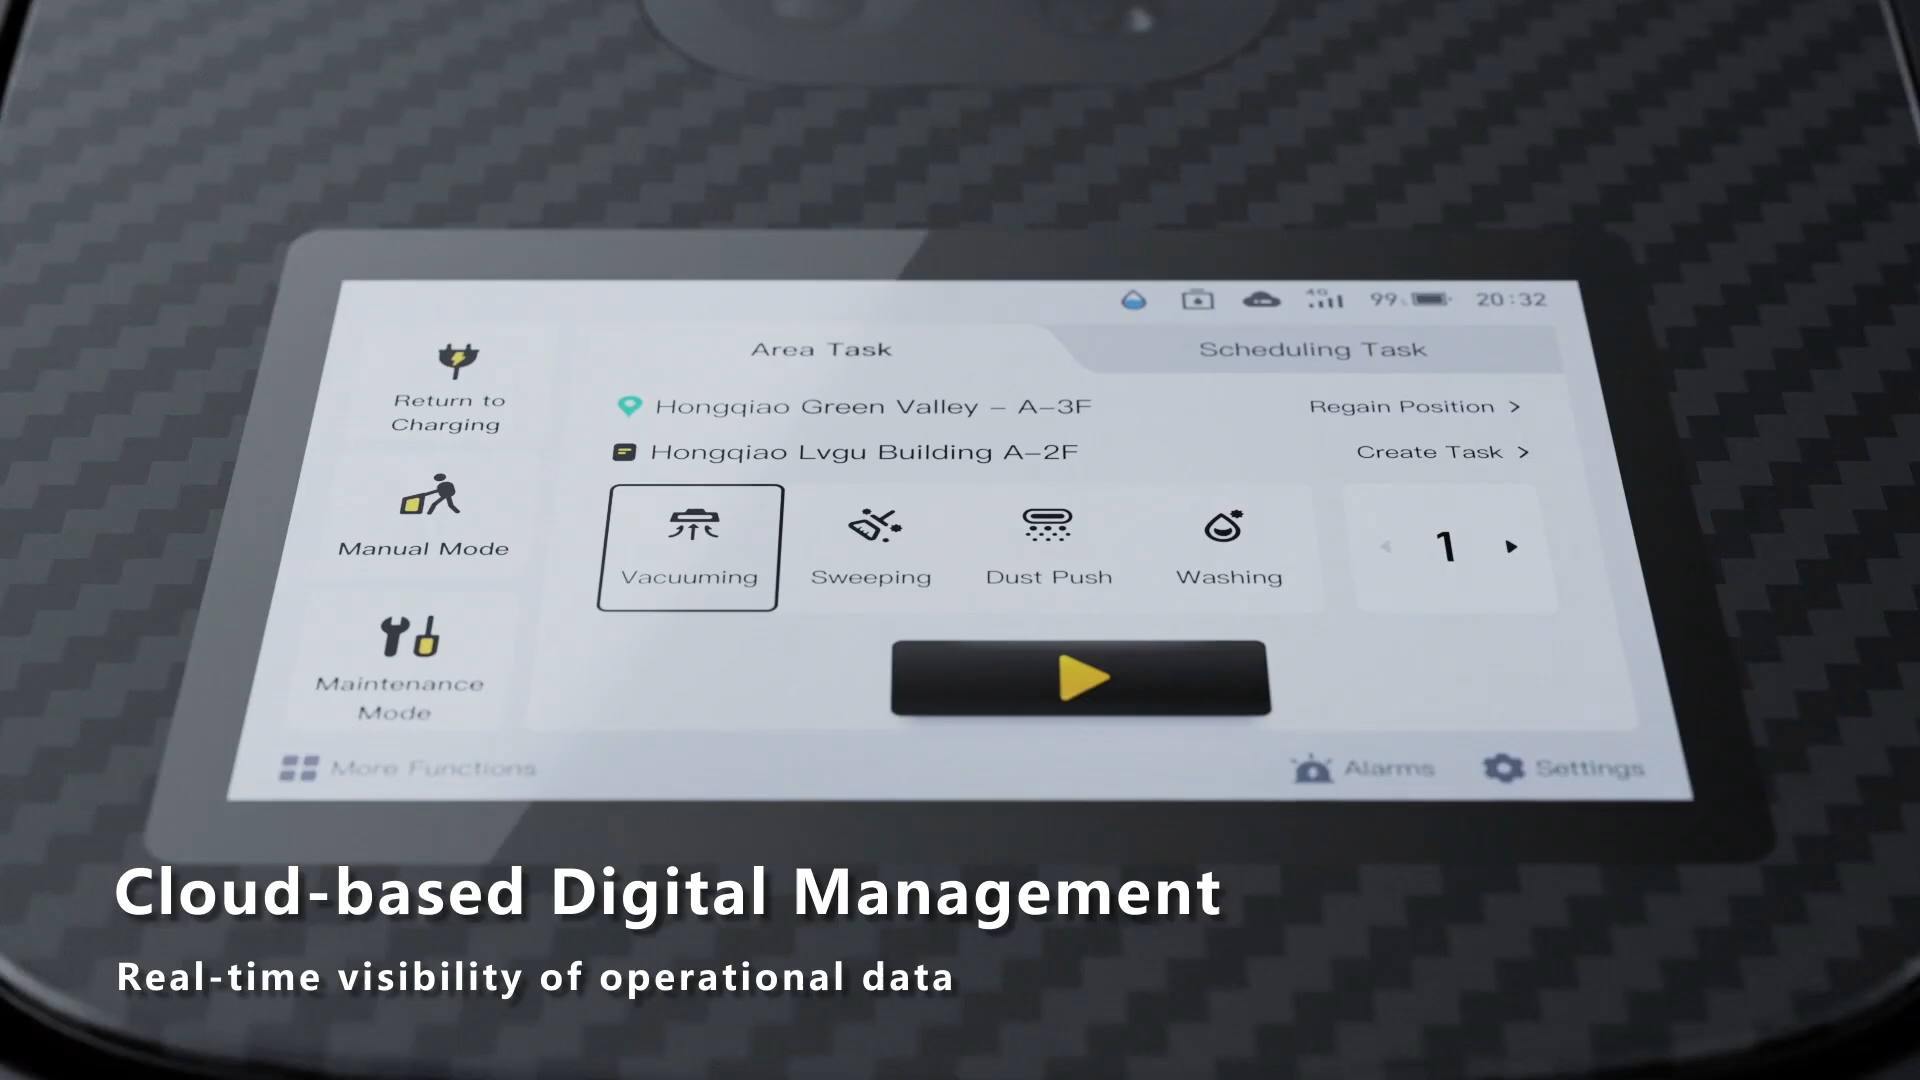 4G 99% 20:32
Area Task
Scheduling Task
Return to
Charging
Hongqiao Green Valley – A-3F
Regain Position >
Hongqiao Lvgu Building A-2F
Create Task >
Manual Mode
Vacuuming
Sweeping
Dust Push
Washing
1
Maintenance
Mode
More Functions
Alarms
Settings
Cloud-based Digital Management
Real-time visibility of operational data